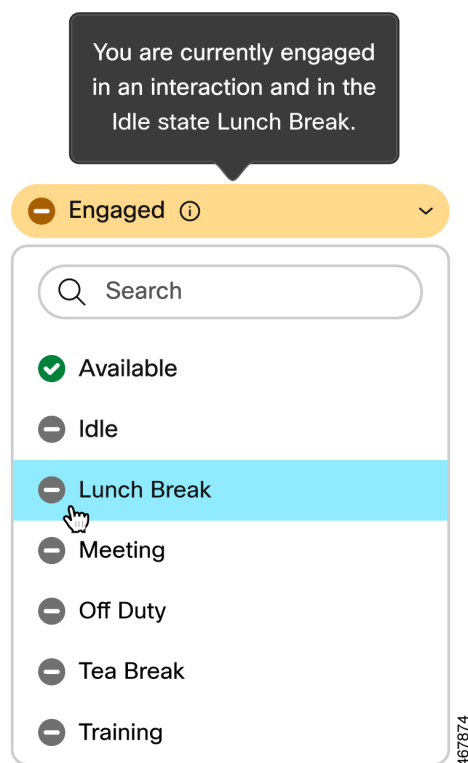 You are currently engaged
in an interaction and in the
Idle state Lunch Break.
Engaged
Search
Available
Idle
Lunch Break
Meeting
Off Duty
Tea Break
Training
467874